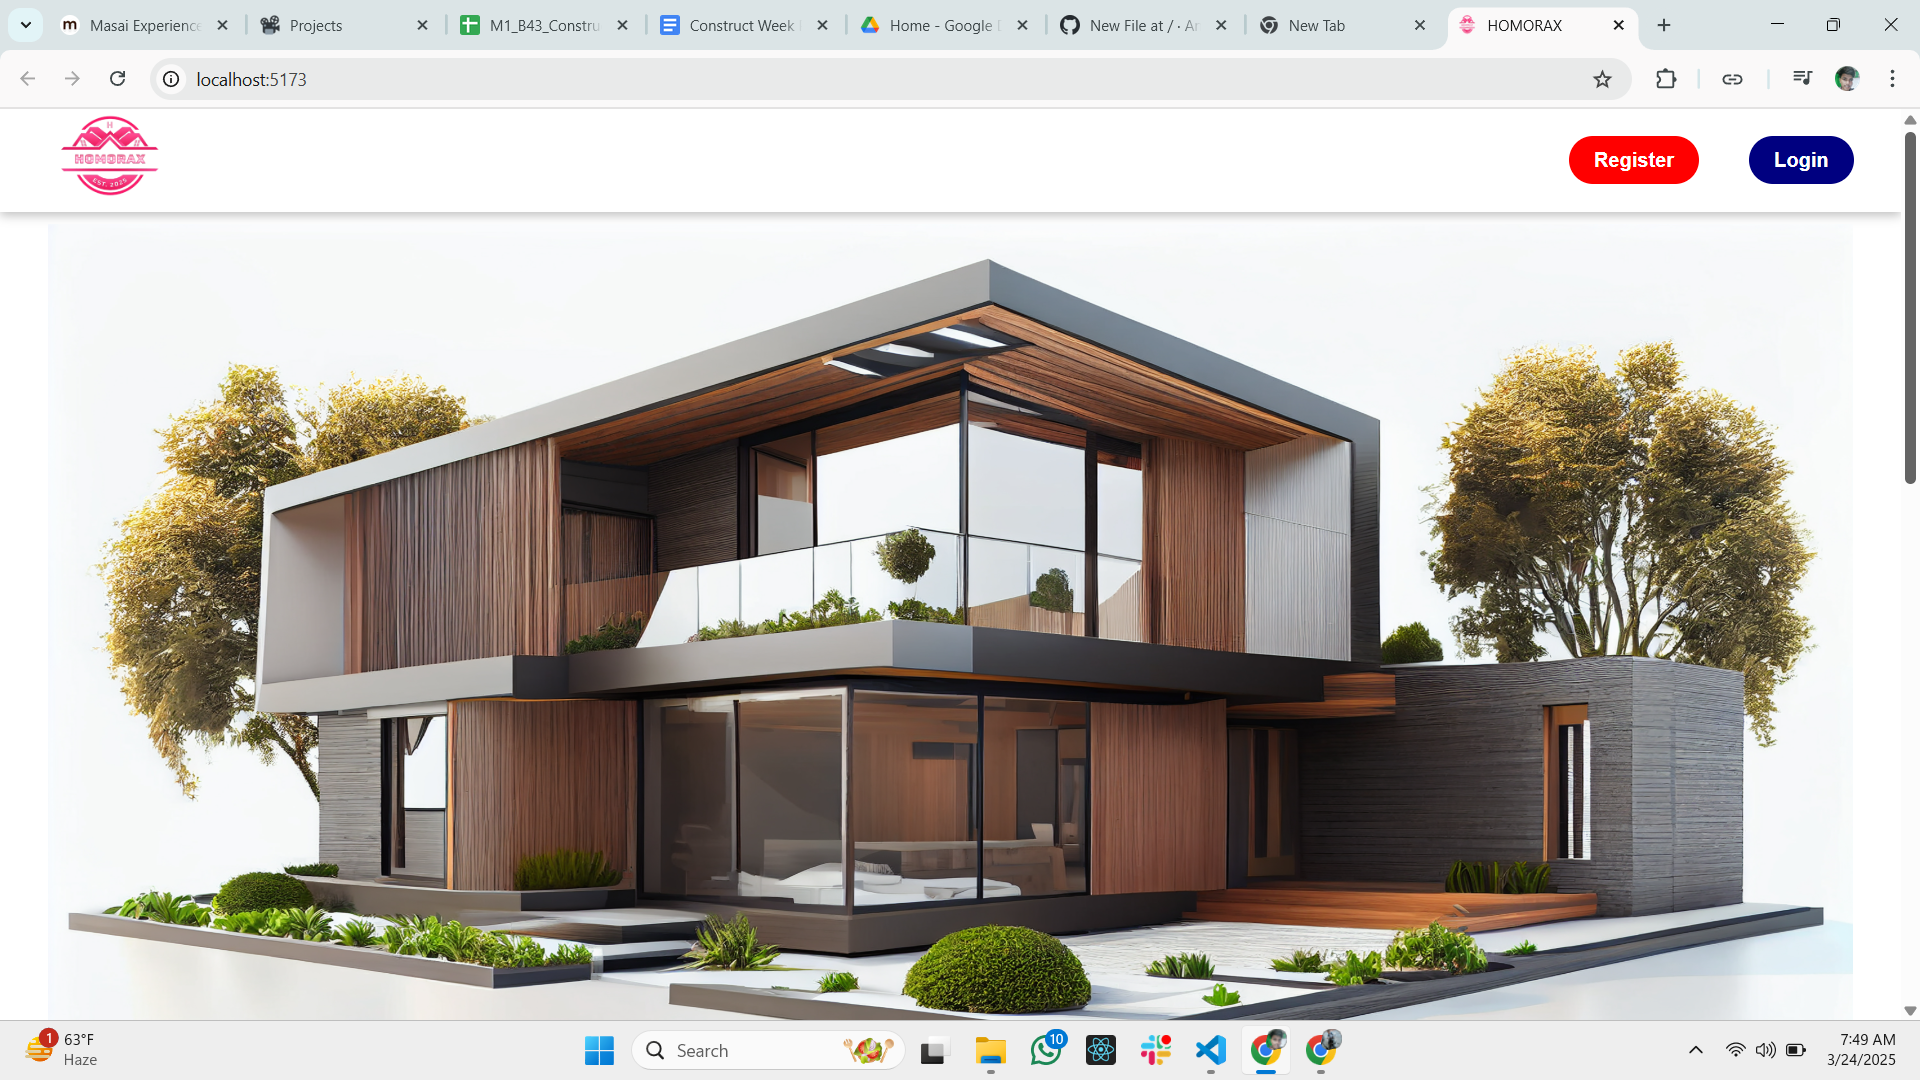 Masai Experience
Projects
M1_B43_Constru
Construct Week
Home - Google D
New File at / · Ar
New Tab
HOMORAX
localhost:5173
H
HOMORAX
EST. 2025
Register
Login
1
63°F
Haze
Search
10
7:49 AM
3/24/2025